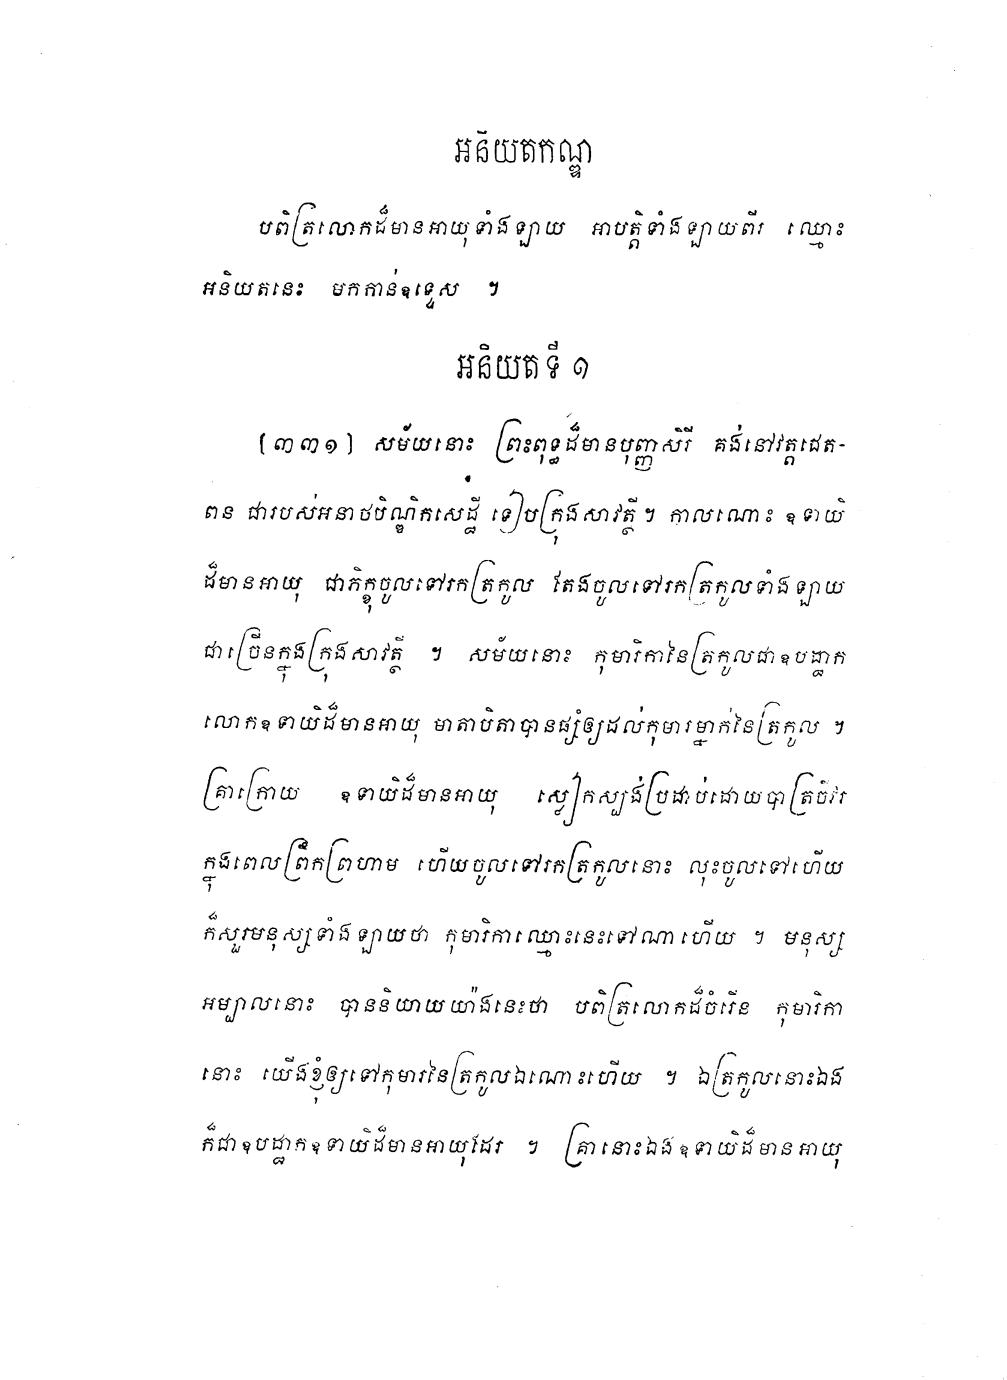 អនិយតកណ្ឌ
បពិត្រលោកដ៏មានអាយុទាំងឡាយ អាបត្តិទាំងឡាយពីរ ឈ្មោះ
អនិយតនេះ មកកាន់ឧទ្ទេស ។
អនិយតទី ១
(៣៣១) សម័យនោះ ព្រះពុទ្ធដ៏មានបុញ្ញសិរី គង់នៅវត្តជេត-
ពន ជារបស់អនាថបិណ្ឌិកសេដ្ឋី ទៀបក្រុងសាវត្ថី ។ កាលណោះ ឧទាយិ
ដ៏មានអាយុ ជាភិក្ខុចូលទៅរកត្រកូល តែងចូលទៅរកត្រកូលទាំងឡាយ
ជាច្រើនក្នុងក្រុងសាវត្ថី ។ សម័យនោះ កុមារិកានៃត្រកូលជាឧបដ្ឋាក
លោកឧទាយិដ៏មានអាយុ មាតាបិតាបានផ្សំឲ្យដល់កុមារម្នាក់នៃត្រកូល ។
គ្រាក្រោយ ឧទាយិដ៏មានអាយុ ស្លៀកស្បង់ប្រដាប់ដោយបាត្រចីវរ
ក្នុងពេលព្រឹកព្រហាម ហើយចូលទៅរកត្រកូលនោះ លុះចូលទៅហើយ
ក៏សួរមនុស្សទាំងឡាយថា កុមារិកាឈ្មោះនេះទៅណាហើយ ។ មនុស្ស
អម្បាលនោះ បាននិយាយយ៉ាងនេះថា បពិត្រលោកដ៏ចំរើន កុមារិកា
នោះ យើងខ្ញុំឲ្យទៅកុមារនៃត្រកូលឯណោះហើយ ។ ឯត្រកូលនោះឯង
ក៏ជាឧបដ្ឋាកឧទាយិដ៏មានអាយុដែរ ។ គ្រានោះឯង ឧទាយិដ៏មានអាយុ